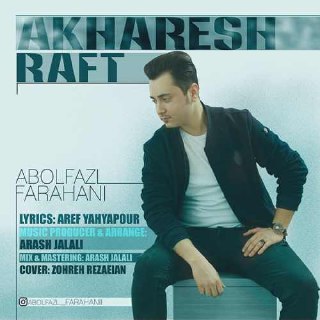 AKHARESH
RAFT
ABOLFAZL
FARAHANI
LYRICS: AREF YAHYAPOUR
MUSIC PRODUCER & ARRANGE:
ARASH JALALI
MIX & MASTERING: ARASH JALALI
COVER: ZOHREH REZAEIAN
ABOLFAZL_FARAHANII